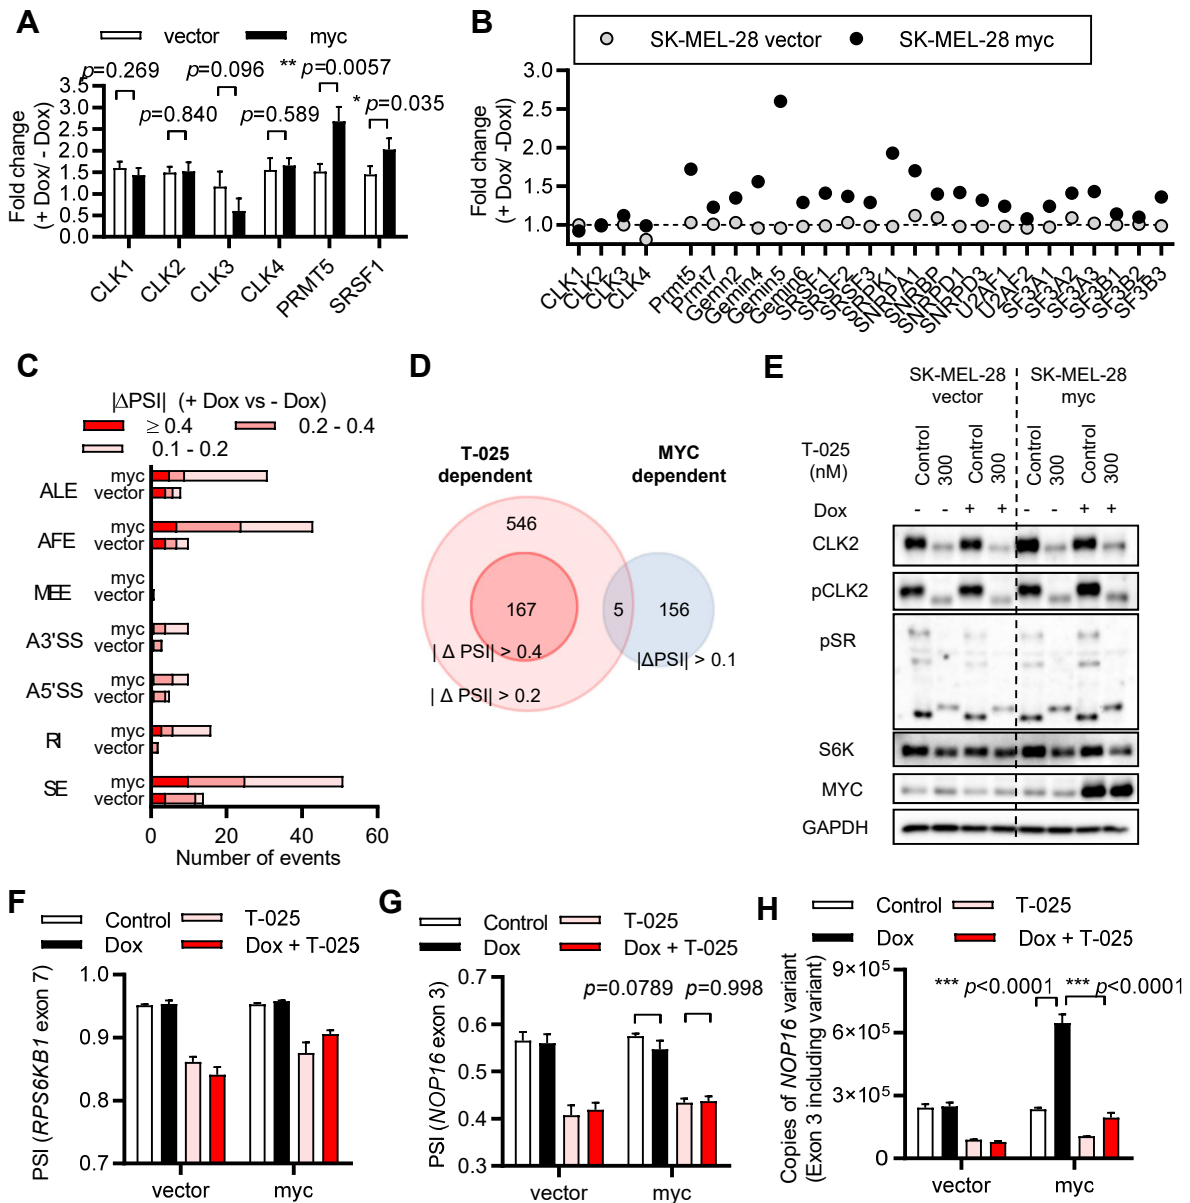 A
vector
myc
p=0.269
p=0.096
** p=0.0057
p=0.840
p=0.589
* p=0.035
Fold change
(+ Dox/ - Dox)
3.5
3.0
2.5
2.0
1.5
1.0
0.5
0.0
CLK1
CLK2
CLK3
CLK4
PRMT5
SRSF1
B
SK-MEL-28 vector
SK-MEL-28 myc
Fold change
(+ Dox/ -Doxl)
3.0
2.5
2.0
1.5
1.0
CLK1
CLK2
CLK3
CLK4
Prmt5
Prmt7
Gemn2
Gemin4
Gemin5
Gemin6
SRSF1
SRSF2
SRSF3
SRPK1
SNRPA1
SNRBP
SNRPD1
SNRPD3
U2AF1
U2AF2
SF3A1
SF3A2
SF3A3
SF3B1
SF3B2
SF3B3
C
|ΔPSI| (+ Dox vs - Dox)
≥ 0.4
0.2 - 0.4
0.1 - 0.2
ALE
myc
vector
AFE
myc
vector
MEE
myc
vector
A3'SS
myc
vector
A5'SS
myc
vector
RI
myc
vector
SE
myc
vector
0
20
40
60
Number of events
D
T-025
dependent
MYC
dependent
546
167
5
156
| Δ PSI| > 0.4
|ΔPSI| > 0.1
| Δ PSI| > 0.2
E
SK-MEL-28
vector
SK-MEL-28
myc
T-025
(nM)
Control
300
Control
300
Control
300
Control
300
Dox
- - + + - - + +
CLK2
pCLK2
pSR
S6K
MYC
GAPDH
F
Control
T-025
Dox
Dox + T-025
PSI (RPS6KB1 exon 7)
1.0
0.9
0.8
0.7
vector
myc
G
Control
T-025
Dox
Dox + T-025
PSI (NOP16 exon 3)
0.7
0.6
0.5
0.4
0.3
p=0.0789
p=0.998
vector
myc
H
Control
T-025
Dox
Dox + T-025
Copies of NOP16 variant
(Exon 3 including variant)
9×10⁵
6×10⁵
3×10⁵
0
*** p<0.0001
*** p<0.0001
vector
myc